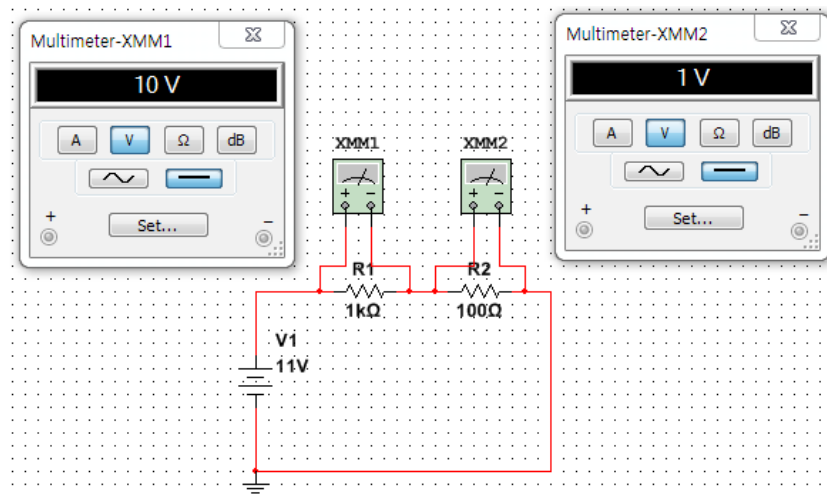 Multimeter-XMM1
10 V
A V Ω dB
+ −
Set...
Multimeter-XMM2
1 V
A V Ω dB
+ −
Set...
XMM1
+ −
XMM2
+ −
R1
1kΩ
R2
100Ω
V1
11V